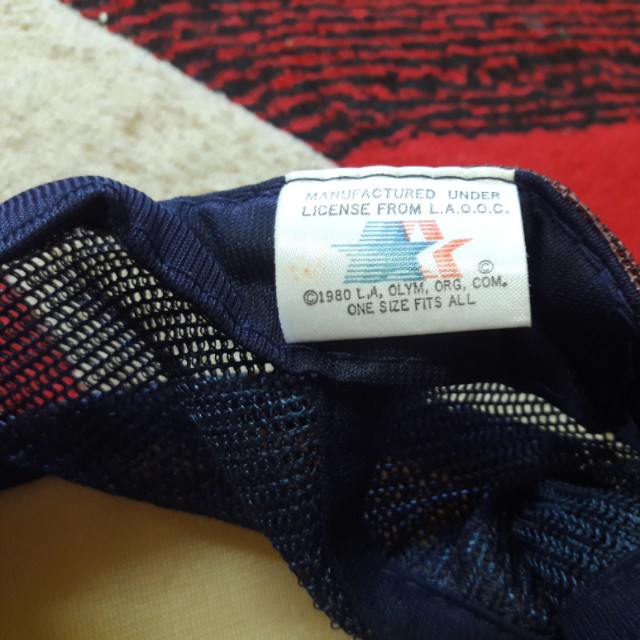 MANUFACTURED UNDER
LICENSE FROM L.A.O.O.C.
©
©1980 L.A. OLYM. ORG. COM.
ONE SIZE FITS ALL